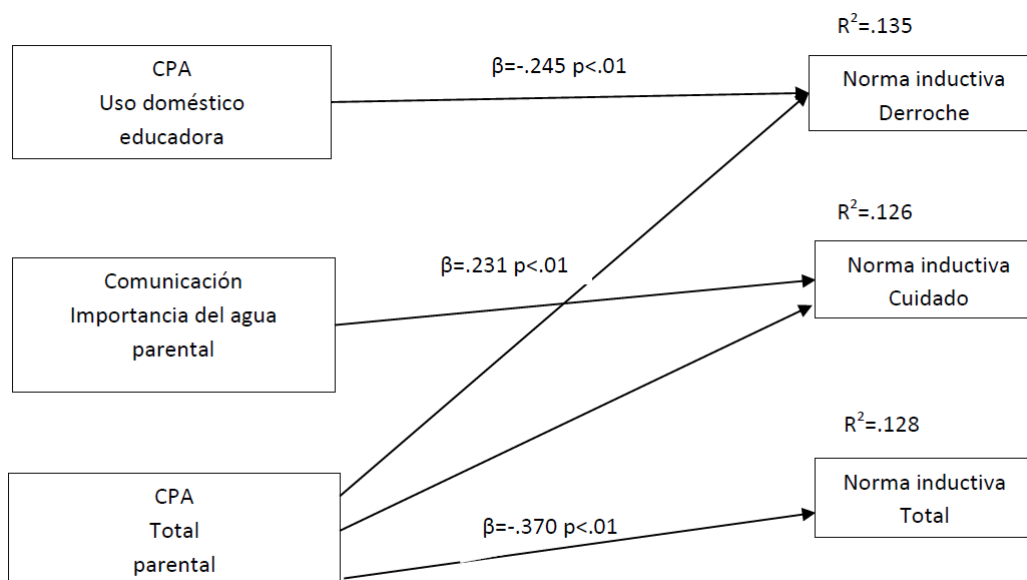 R²=.135
CPA
Uso doméstico
educadora
β=-.245 p<.01
Norma inductiva
Derroche
R²=.126
Comunicación
Importancia del agua
parental
β=.231 p<.01
Norma inductiva
Cuidado
R²=.128
CPA
Total
parental
β=-.370 p<.01
Norma inductiva
Total